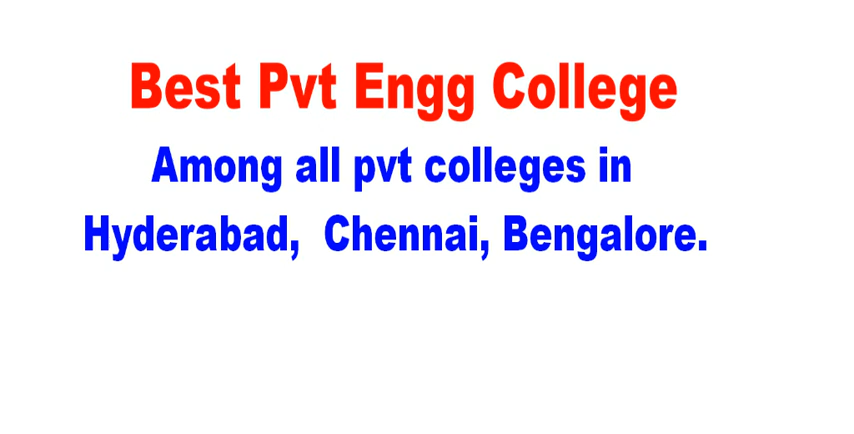 Best Pvt Engg College
Among all pvt colleges in
Hyderabad,  Chennai, Bengalore.